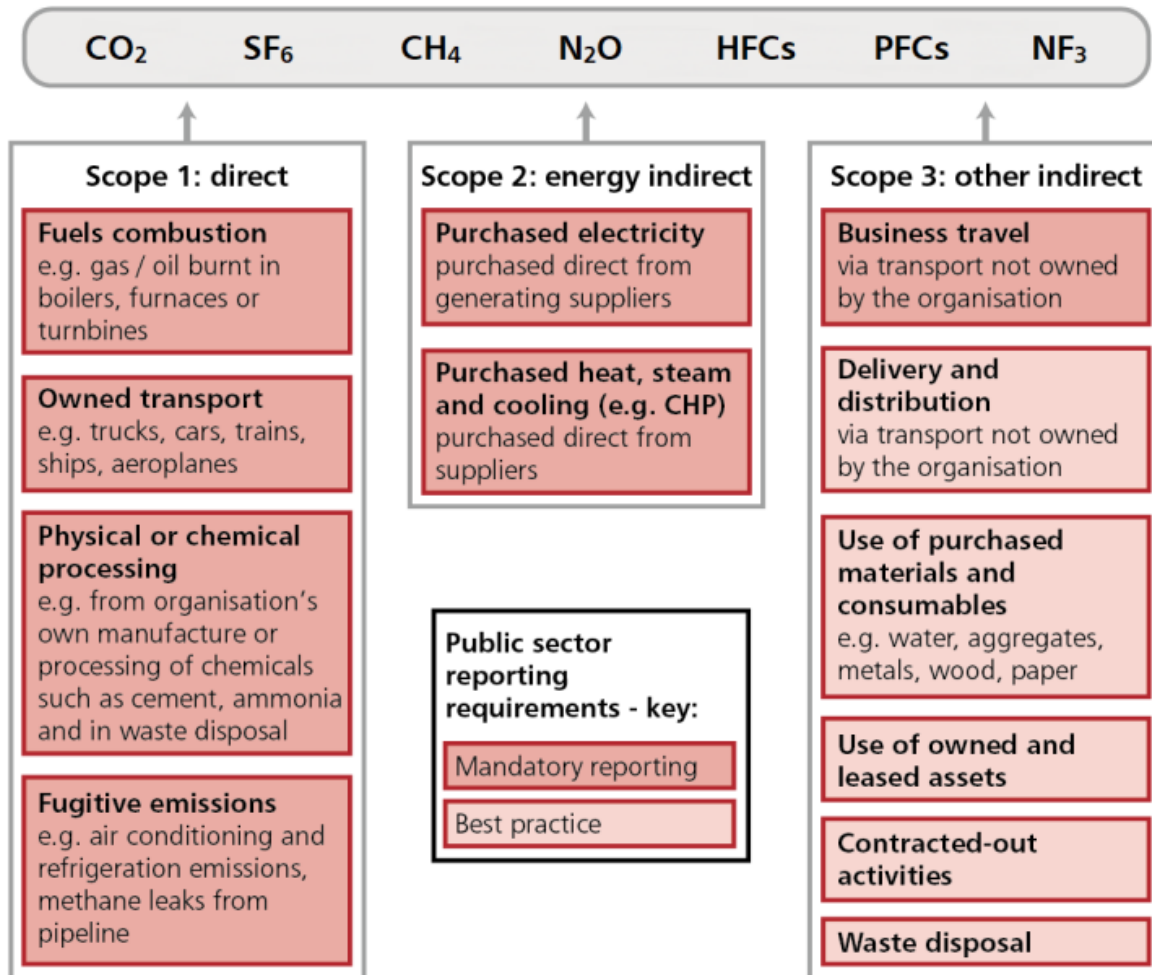 CO₂ SF₆ CH₄ N₂O HFCs PFCs NF₃
Scope 1: direct
Fuels combustion
e.g. gas / oil burnt in
boilers, furnaces or
turnbines
Owned transport
e.g. trucks, cars, trains,
ships, aeroplanes
Physical or chemical
processing
e.g. from organisation's
own manufacture or
processing of chemicals
such as cement, ammonia
and in waste disposal
Fugitive emissions
e.g. air conditioning and
refrigeration emissions,
methane leaks from
pipeline
Scope 2: energy indirect
Purchased electricity
purchased direct from
generating suppliers
Purchased heat, steam
and cooling (e.g. CHP)
purchased direct from
suppliers
Public sector
reporting
requirements - key:
Mandatory reporting
Best practice
Scope 3: other indirect
Business travel
via transport not owned
by the organisation
Delivery and
distribution
via transport not owned
by the organisation
Use of purchased
materials and
consumables
e.g. water, aggregates,
metals, wood, paper
Use of owned and
leased assets
Contracted-out
activities
Waste disposal